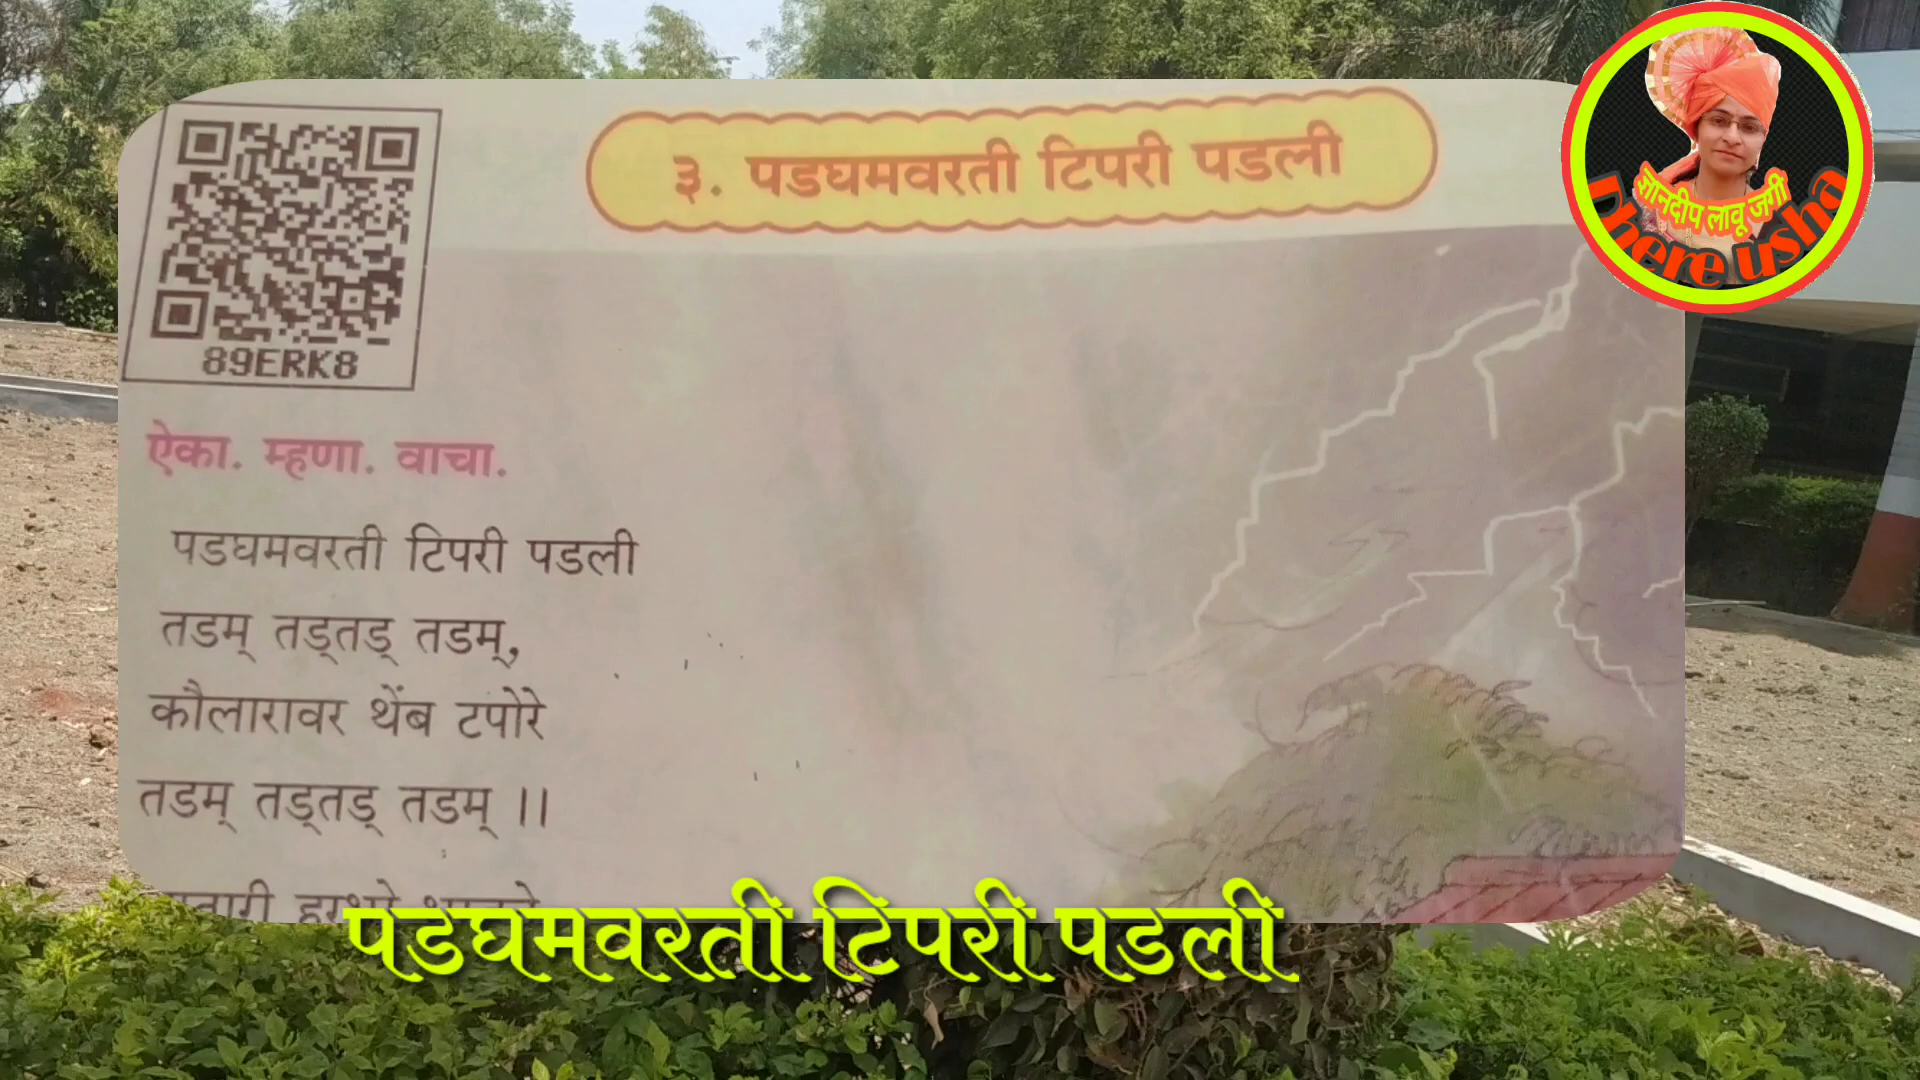 ३. पडघमवरती टिपरी पडली
ज्ञानदीप लावू जगी
Dhere usha
89ERK8
ऐका. म्हणा. वाचा.
पडघमवरती टिपरी पडली
तडम् तड्तड् तडम्,
कौलारावर थेंब टपोरे
तडम् तड्तड् तडम् ।।
पडघमवरती टिपरी पडली